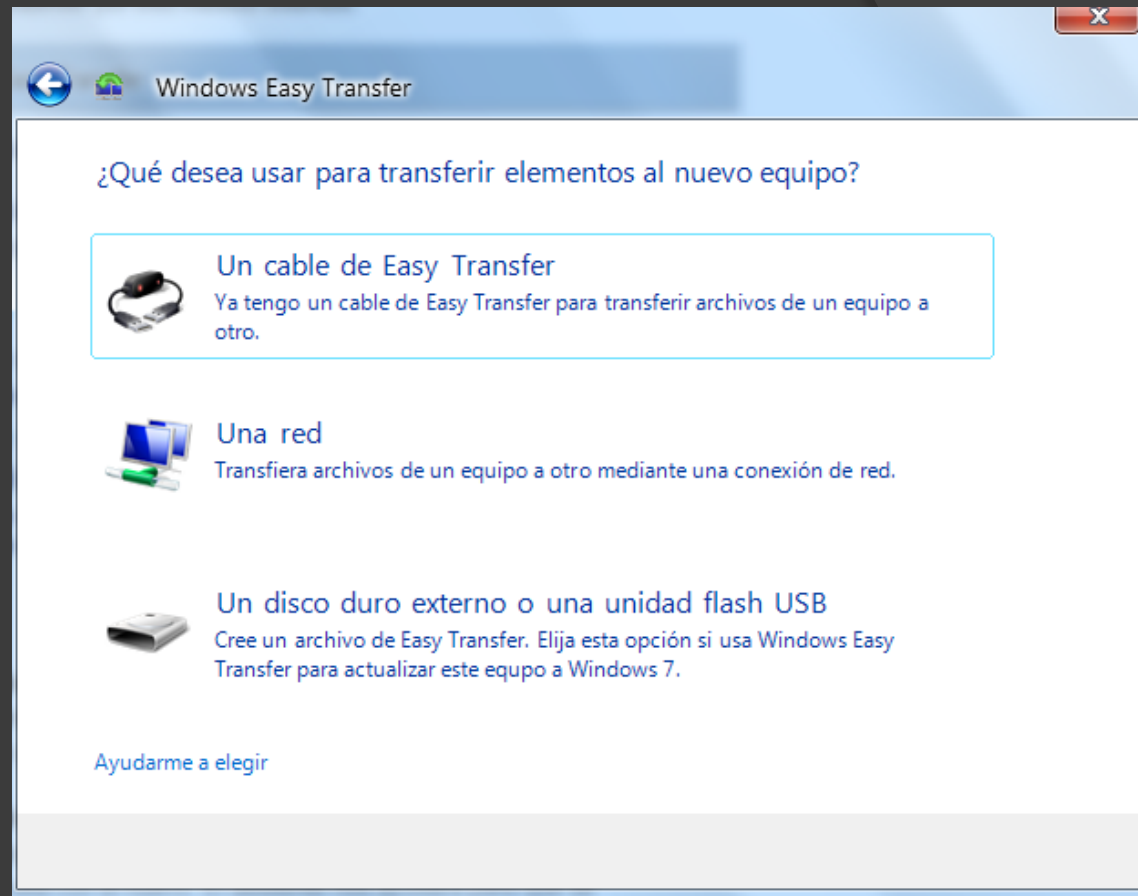 x
Windows Easy Transfer
¿Qué desea usar para transferir elementos al nuevo equipo?
Un cable de Easy Transfer
Ya tengo un cable de Easy Transfer para transferir archivos de un equipo a
otro.
Una red
Transfiera archivos de un equipo a otro mediante una conexión de red.
Un disco duro externo o una unidad flash USB
Cree un archivo de Easy Transfer. Elija esta opción si usa Windows Easy
Transfer para actualizar este equpo a Windows 7.
Ayudarme a elegir